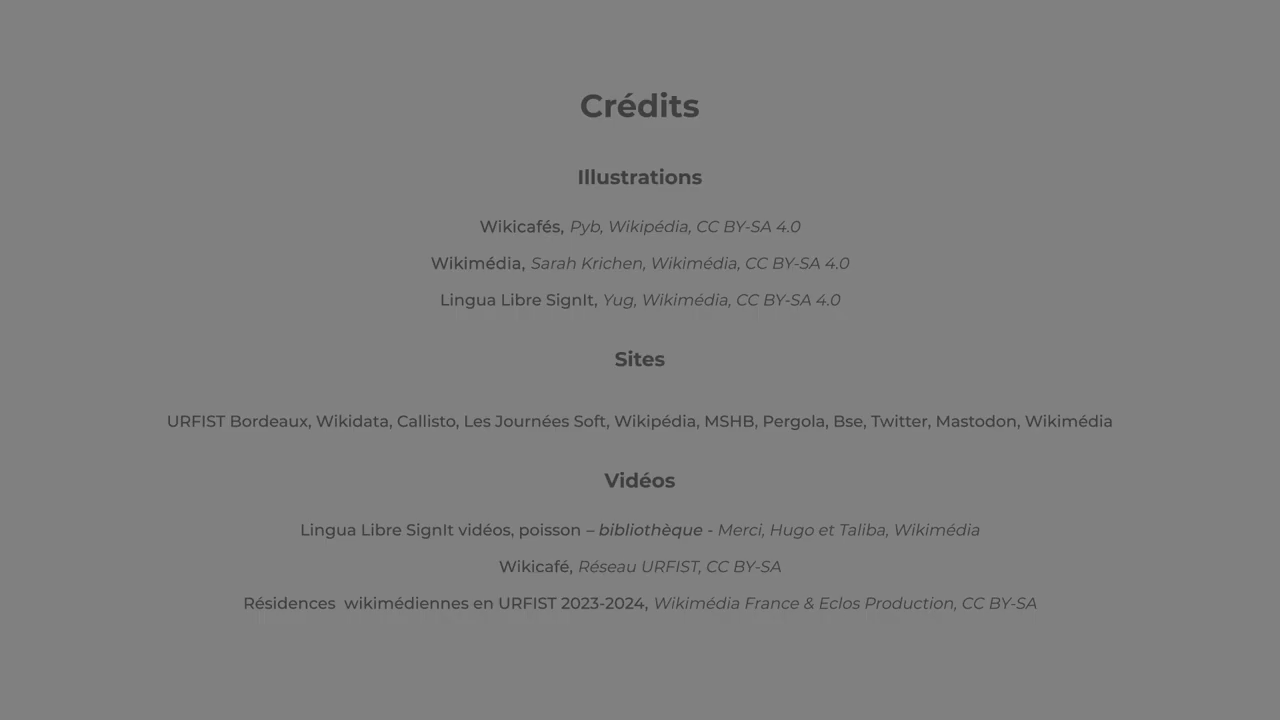 Crédits
Illustrations
Wikicafés, Pyb, Wikipédia, CC BY-SA 4.0
Wikimédia, Sarah Krichen, Wikimédia, CC BY-SA 4.0
Lingua Libre SignIt, Yug, Wikimédia, CC BY-SA 4.0
Sites
URFIST Bordeaux, Wikidata, Callisto, Les Journées Soft, Wikipédia, MSHB, Pergola, Bse, Twitter, Mastodon, Wikimédia
Vidéos
Lingua Libre SignIt vidéos, poisson – bibliothèque - Merci, Hugo et Taliba, Wikimédia
Wikicafé, Réseau URFIST, CC BY-SA
Résidences wikimédiennes en URFIST 2023-2024, Wikimédia France & Eclos Production, CC BY-SA